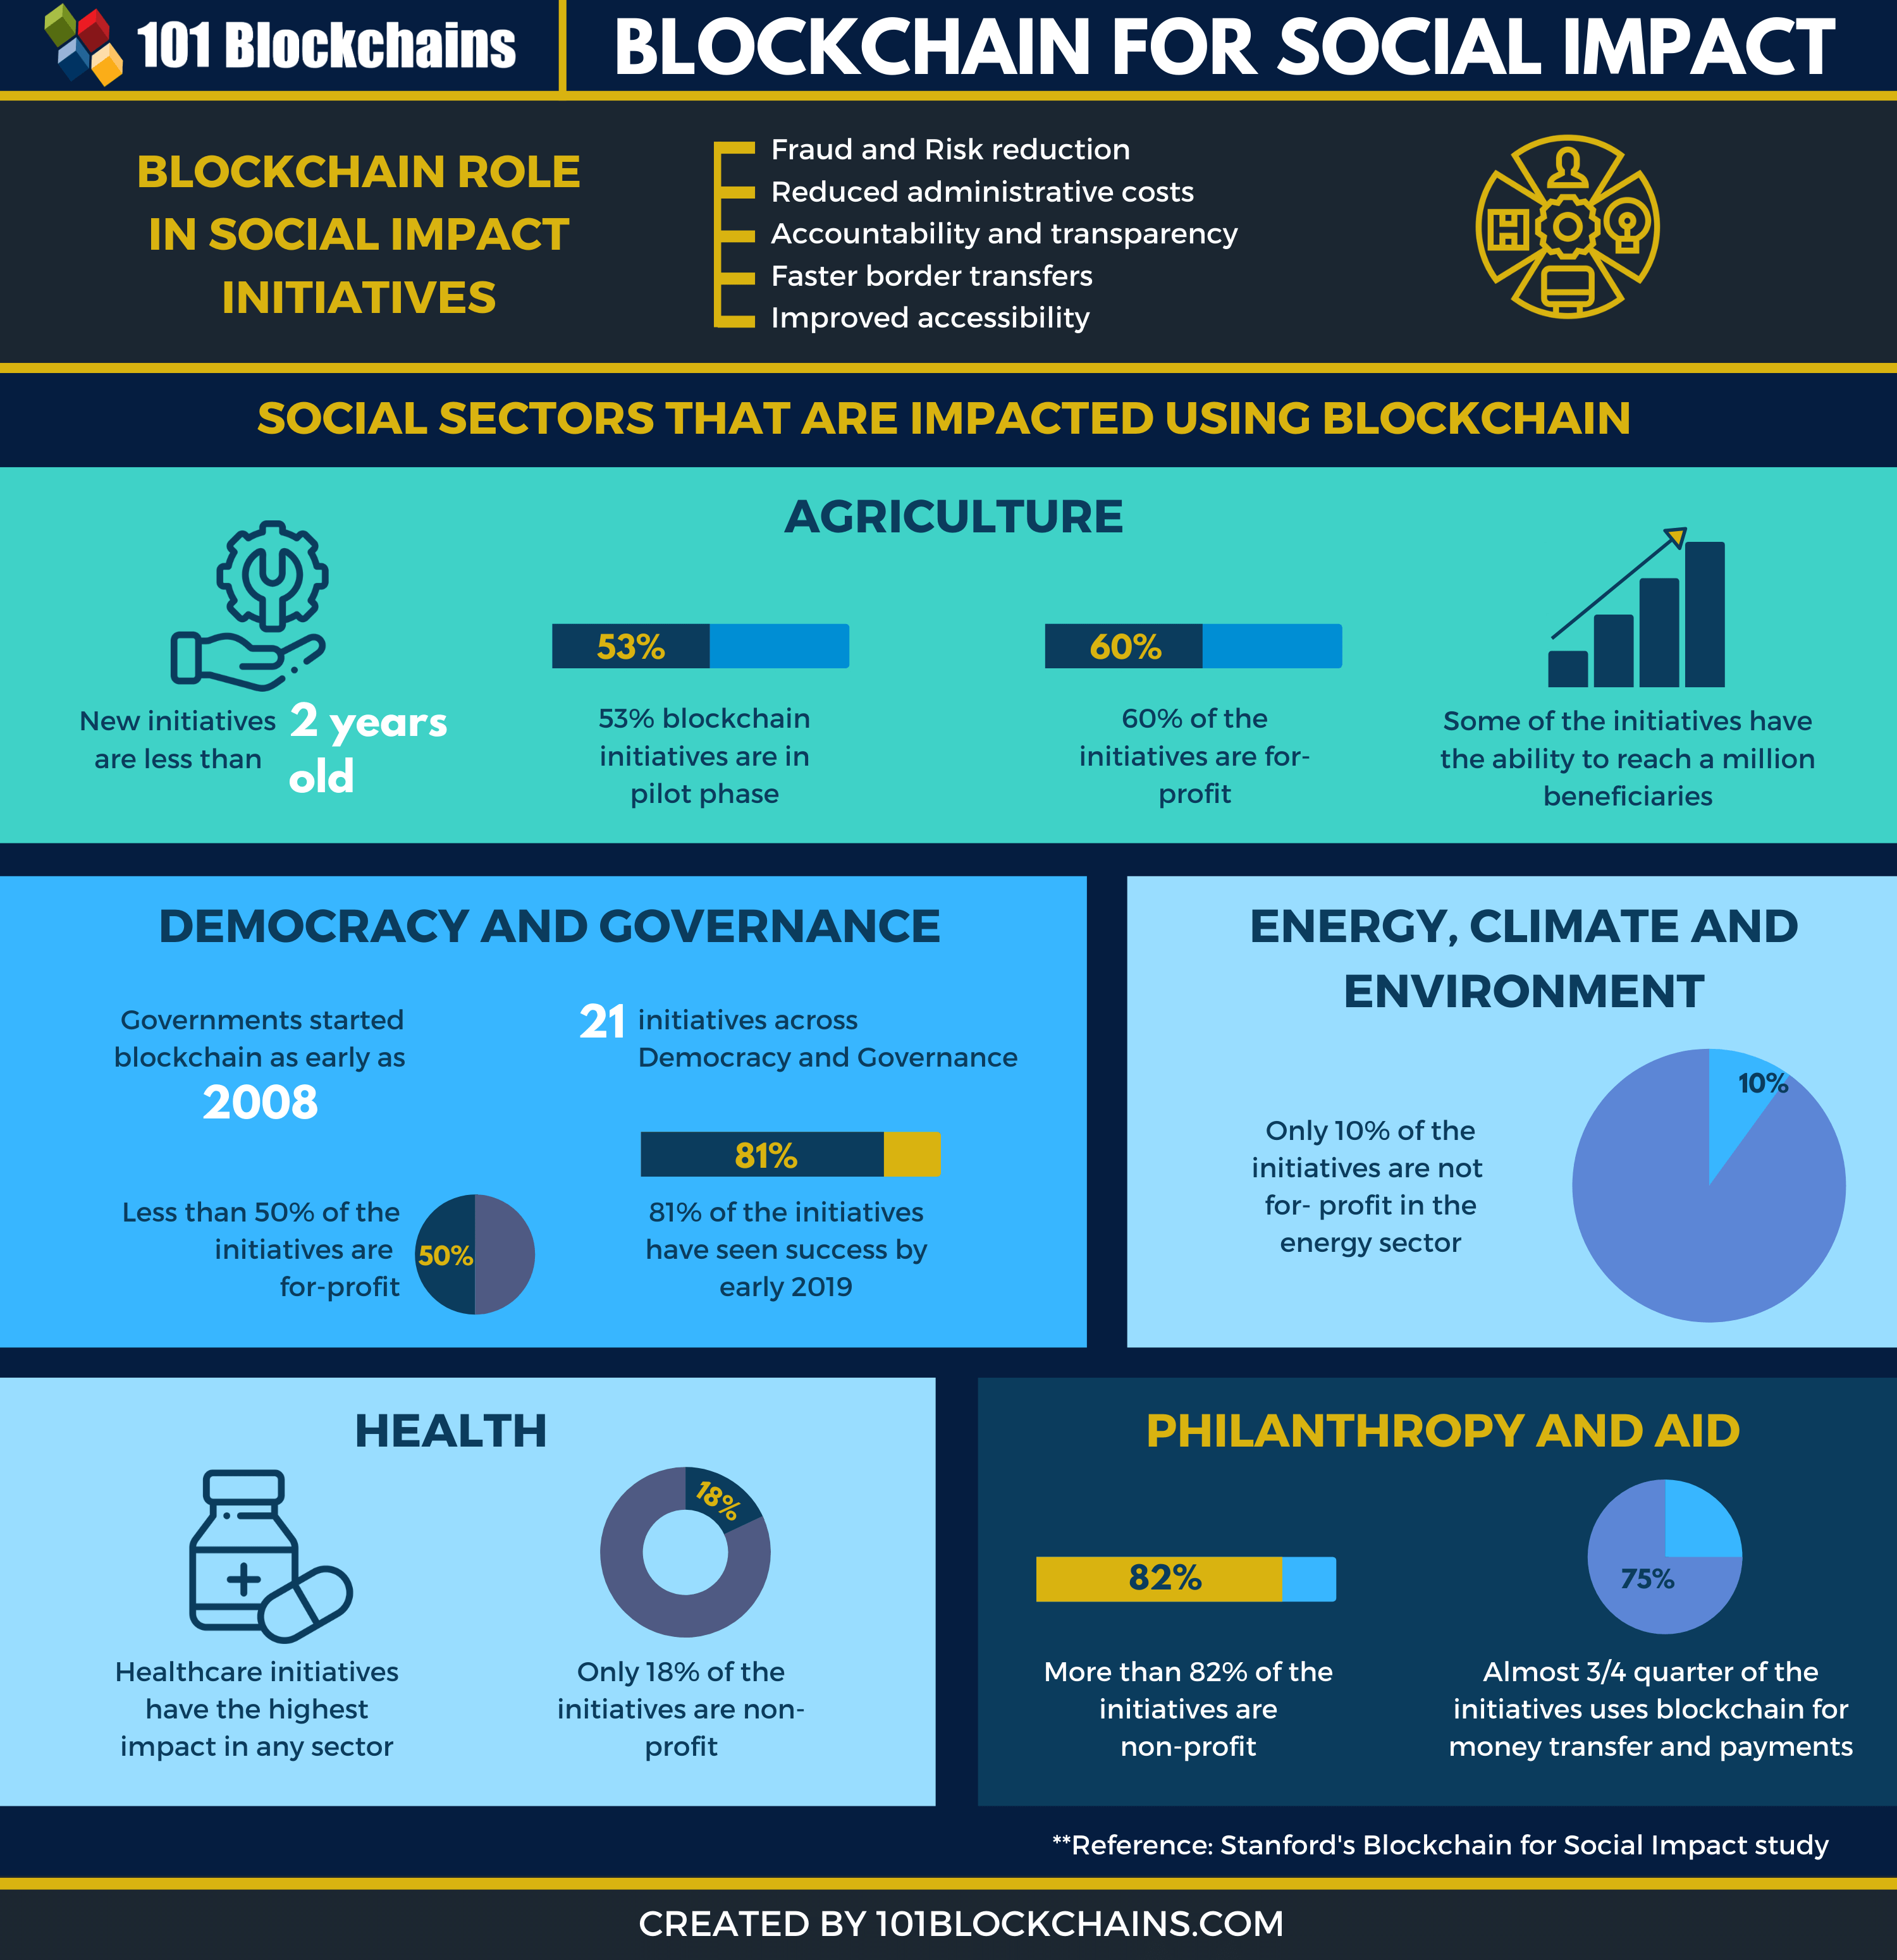 101 Blockchains
BLOCKCHAIN FOR SOCIAL IMPACT
BLOCKCHAIN ROLE
IN SOCIAL IMPACT
INITIATIVES
Fraud and Risk reduction
Reduced administrative costs
Accountability and transparency
Faster border transfers
Improved accessibility
SOCIAL SECTORS THAT ARE IMPACTED USING BLOCKCHAIN
AGRICULTURE
New initiatives
are less than
2 years
old
53%
53% blockchain
initiatives are in
pilot phase
60%
60% of the
initiatives are for-
profit
Some of the initiatives have
the ability to reach a million
beneficiaries
DEMOCRACY AND GOVERNANCE
Governments started
blockchain as early as
2008
21 initiatives across
Democracy and Governance
Less than 50% of the
initiatives are
for-profit
50%
81%
81% of the initiatives
have seen success by
early 2019
ENERGY, CLIMATE AND
ENVIRONMENT
Only 10% of the
initiatives are not
for- profit in the
energy sector
10%
HEALTH
Healthcare initiatives
have the highest
impact in any sector
18%
Only 18% of the
initiatives are non-
profit
PHILANTHROPY AND AID
82%
More than 82% of the
initiatives are
non-profit
75%
Almost 3/4 quarter of the
initiatives uses blockchain for
money transfer and payments
**Reference: Stanford's Blockchain for Social Impact study
CREATED BY 101BLOCKCHAINS.COM